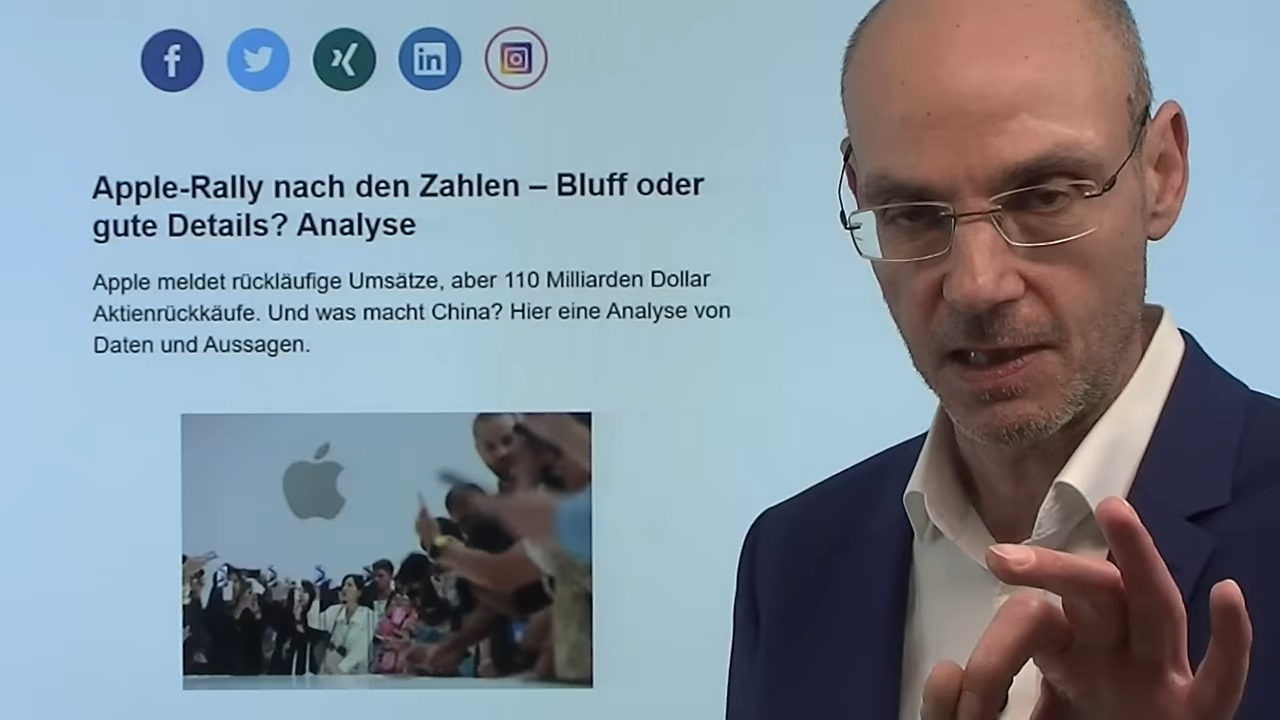 f
in
Apple-Rally nach den Zahlen – Bluff oder
gute Details? Analyse
Apple meldet rückläufige Umsätze, aber 110 Milliarden Dollar
Aktienrückkäufe. Und was macht China? Hier eine Analyse von
Daten und Aussagen.